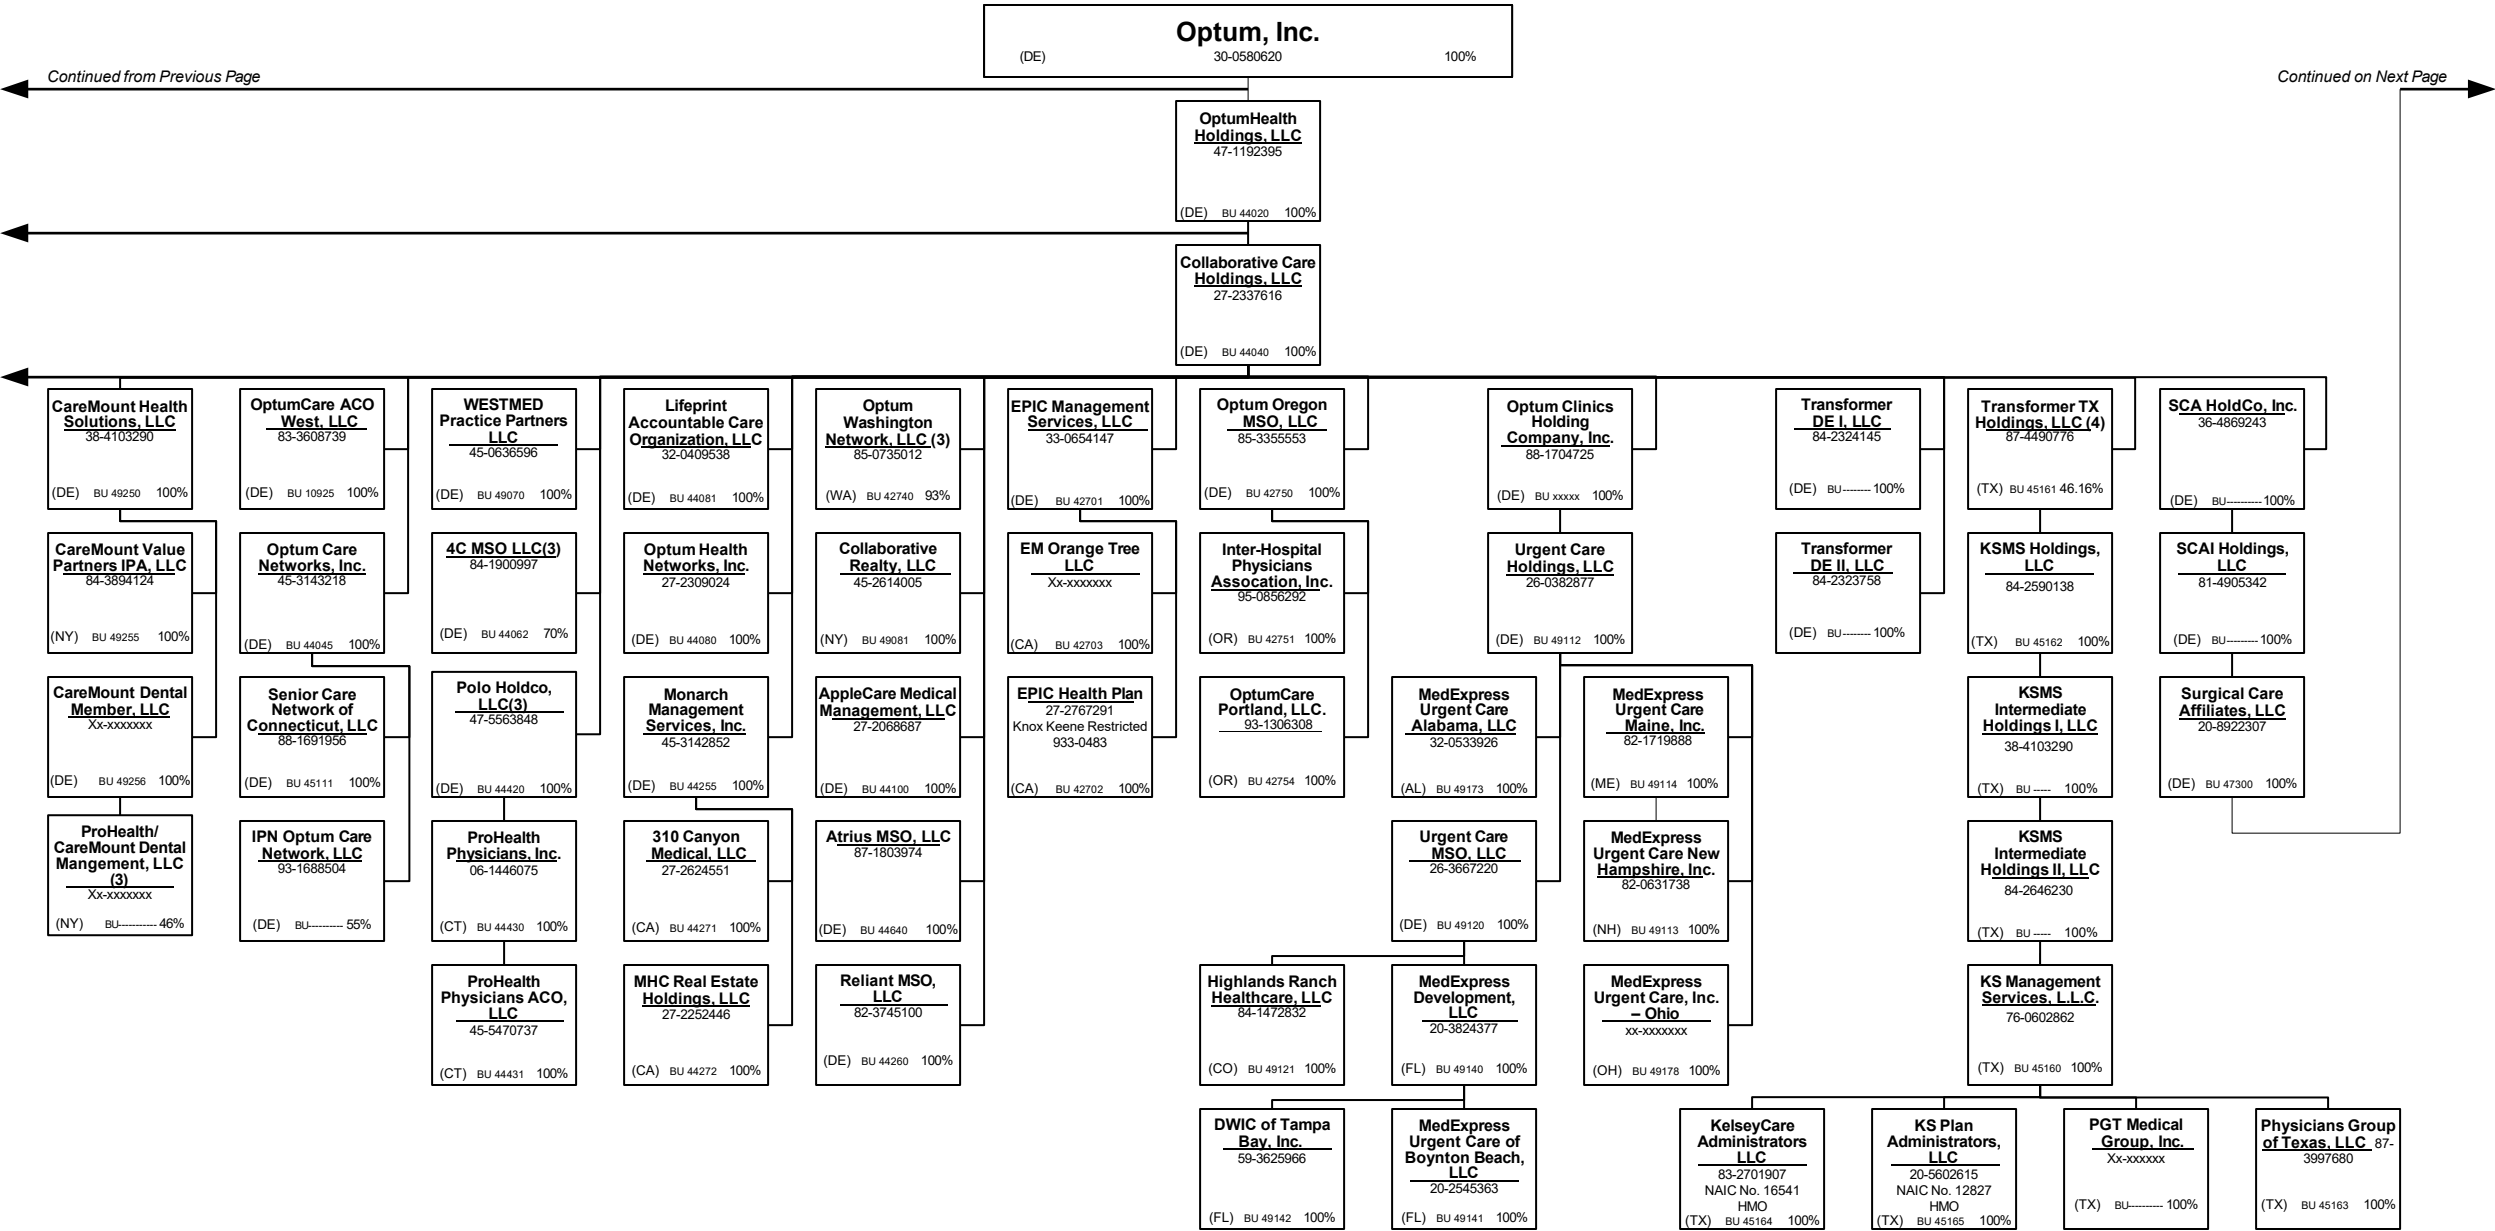 Optum, Inc.
(DE) 30-0580620 100%
Continued from Previous Page
Continued on Next Page
OptumHealth
Holdings, LLC
47-1192395
(DE) BU 44020 100%
Collaborative Care
Holdings, LLC
27-2337616
(DE) BU 44040 100%
CareMount Health
Solutions, LLC
38-4103290
(DE) BU 49250 100%
OptumCare ACO
West, LLC
83-3608739
(DE) BU 10925 100%
WESTMED
Practice Partners
LLC
45-0636596
(DE) BU 49070 100%
Lifeprint
Accountable Care
Organization, LLC
32-0409538
(DE) BU 44081 100%
Optum
Washington
Network, LLC (3)
85-0735012
(WA) BU 42740 93%
EPIC Management
Services, LLC
33-0654147
(DE) BU 42701 100%
Optum Oregon
MSO, LLC
85-3355553
(DE) BU 42750 100%
Optum Clinics
Holding
Company, Inc.
88-1704725
(DE) BU xxxxx 100%
Transformer
DE I, LLC
84-2324145
(DE) BU-------- 100%
Transformer TX
Holdings, LLC (4)
87-4490776
(TX) BU 45161 46.16%
SCA HoldCo, Inc.
36-4869243
(DE) BU---------- 100%
CareMount Value
Partners IPA, LLC
84-3894124
(NY) BU 49255 100%
Optum Care
Networks, Inc.
45-3143218
(DE) BU 44045 100%
4C MSO LLC(3)
84-1900997
(DE) BU 44062 70%
Optum Health
Networks, Inc.
27-2309024
(DE) BU 44080 100%
Collaborative
Realty, LLC
45-2614005
(NY) BU 49081 100%
EM Orange Tree
LLC
Xx-xxxxxxx
(CA) BU 42703 100%
Inter-Hospital
Physicians
Assocation, Inc.
95-0856292
(OR) BU 42751 100%
Urgent Care
Holdings, LLC
26-0382877
(DE) BU 49112 100%
Transformer
DE II, LLC
84-2323758
(DE) BU-------- 100%
KSMS Holdings,
LLC
84-2590138
(TX) BU 45162 100%
SCAI Holdings,
LLC
81-4905342
(DE) BU--------- 100%
CareMount Dental
Member, LLC
Xx-xxxxxxx
(DE) BU 49256 100%
Senior Care
Network of
Connecticut, LLC
88-1691956
(DE) BU 45111 100%
Polo Holdco,
LLC(3)
47-5563848
(DE) BU 44420 100%
Monarch
Management
Services, Inc.
45-3142852
(DE) BU 44255 100%
AppleCare Medical
Management, LLC
27-2068687
(DE) BU 44100 100%
EPIC Health Plan
27-2767291
Knox Keene Restricted
933-0483
(CA) BU 42702 100%
OptumCare
Portland, LLC.
93-1306308
(OR) BU 42754 100%
MedExpress
Urgent Care
Alabama, LLC
32-0533926
(AL) BU 49173 100%
MedExpress
Urgent Care
Maine, Inc.
82-1719888
(ME) BU 49114 100%
KSMS
Intermediate
Holdings I, LLC
38-4103290
(TX) BU ----- 100%
Surgical Care
Affiliates, LLC
20-8922307
(DE) BU 47300 100%
ProHealth/
CareMount Dental
Mangement, LLC
(3)
Xx-xxxxxxx
(NY) BU----------- 46%
IPN Optum Care
Network, LLC
93-1688504
(DE) BU---------- 55%
ProHealth
Physicians, Inc.
06-1446075
(CT) BU 44430 100%
310 Canyon
Medical, LLC
27-2624551
(CA) BU 44271 100%
Atrius MSO, LLC
87-1803974
(DE) BU 44640 100%
Urgent Care
MSO, LLC
26-3667220
(DE) BU 49120 100%
MedExpress
Urgent Care New
Hampshire, Inc.
82-0631738
(NH) BU 49113 100%
KSMS
Intermediate
Holdings II, LLC
84-2646230
(TX) BU ----- 100%
ProHealth
Physicians ACO,
LLC
45-5470737
(CT) BU 44431 100%
MHC Real Estate
Holdings, LLC
27-2252446
(CA) BU 44272 100%
Reliant MSO,
LLC
82-3745100
(DE) BU 44260 100%
Highlands Ranch
Healthcare, LLC
84-1472832
(CO) BU 49121 100%
MedExpress
Development,
LLC
20-3824377
(FL) BU 49140 100%
MedExpress
Urgent Care, Inc.
– Ohio
xx-xxxxxxx
(OH) BU 49178 100%
KS Management
Services, L.L.C.
76-0602862
(TX) BU 45160 100%
DWIC of Tampa
Bay, Inc.
59-3625966
(FL) BU 49142 100%
MedExpress
Urgent Care of
Boynton Beach,
LLC
20-2545363
(FL) BU 49141 100%
KelseyCare
Administrators
LLC
83-2701907
NAIC No. 16541
HMO
(TX) BU 45164 100%
KS Plan
Administrators,
LLC
20-5602615
NAIC No. 12827
HMO
(TX) BU 45165 100%
PGT Medical
Group, Inc.
Xx-xxxxxx
(TX) BU--------- 100%
Physicians Group
of Texas, LLC 87-
3997680
(TX) BU 45163 100%